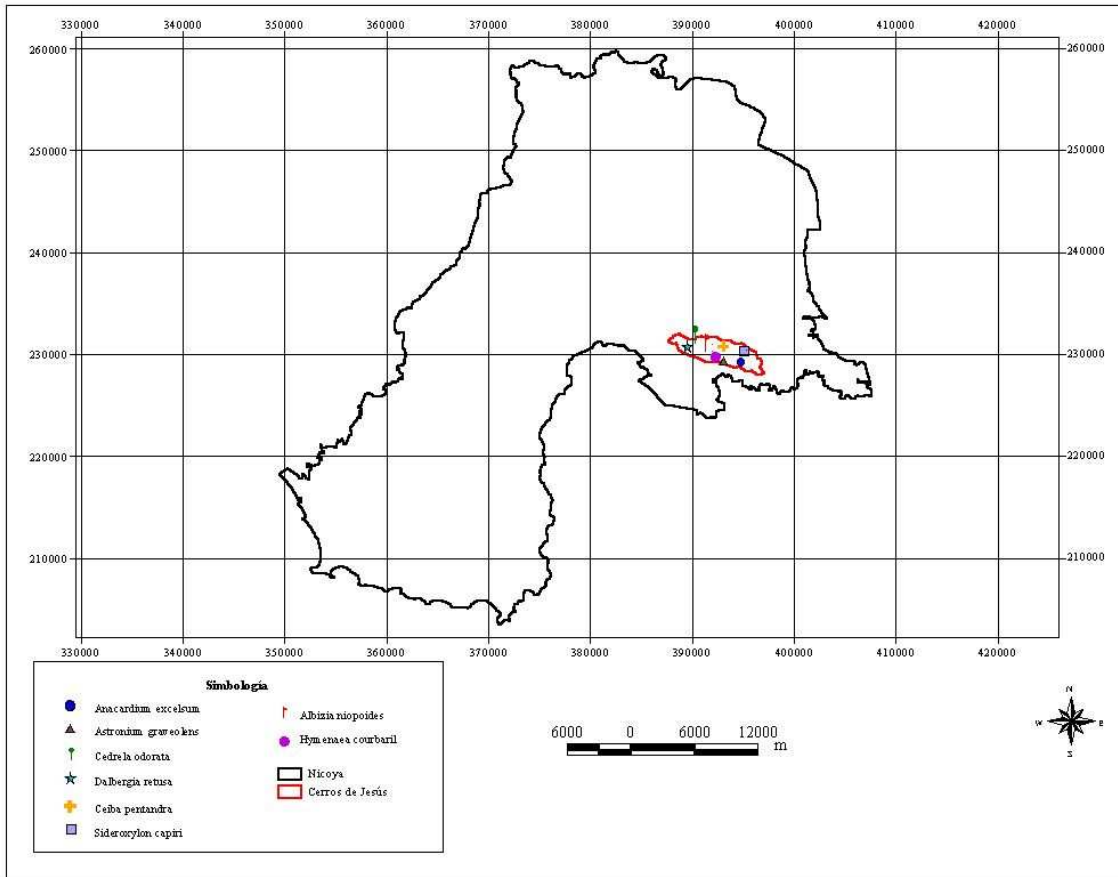 330000 340000 350000 360000 370000 380000 390000 400000 410000 420000
260000 260000
250000 250000
240000 240000
230000 230000
220000 220000
210000 210000
330000 340000 350000 360000 370000 380000 390000 400000 410000 420000
Simbología
Anacardium excelsum
Astronium graveolens
Cedrela odorata
Dalbergia retusa
Ceiba pentandra
Sideroxylon capiri
Albizia niopoides
Hymenaea courbaril
Nicoya
Cerros de Jesús
6000 0 6000 12000
m
N
W E
S